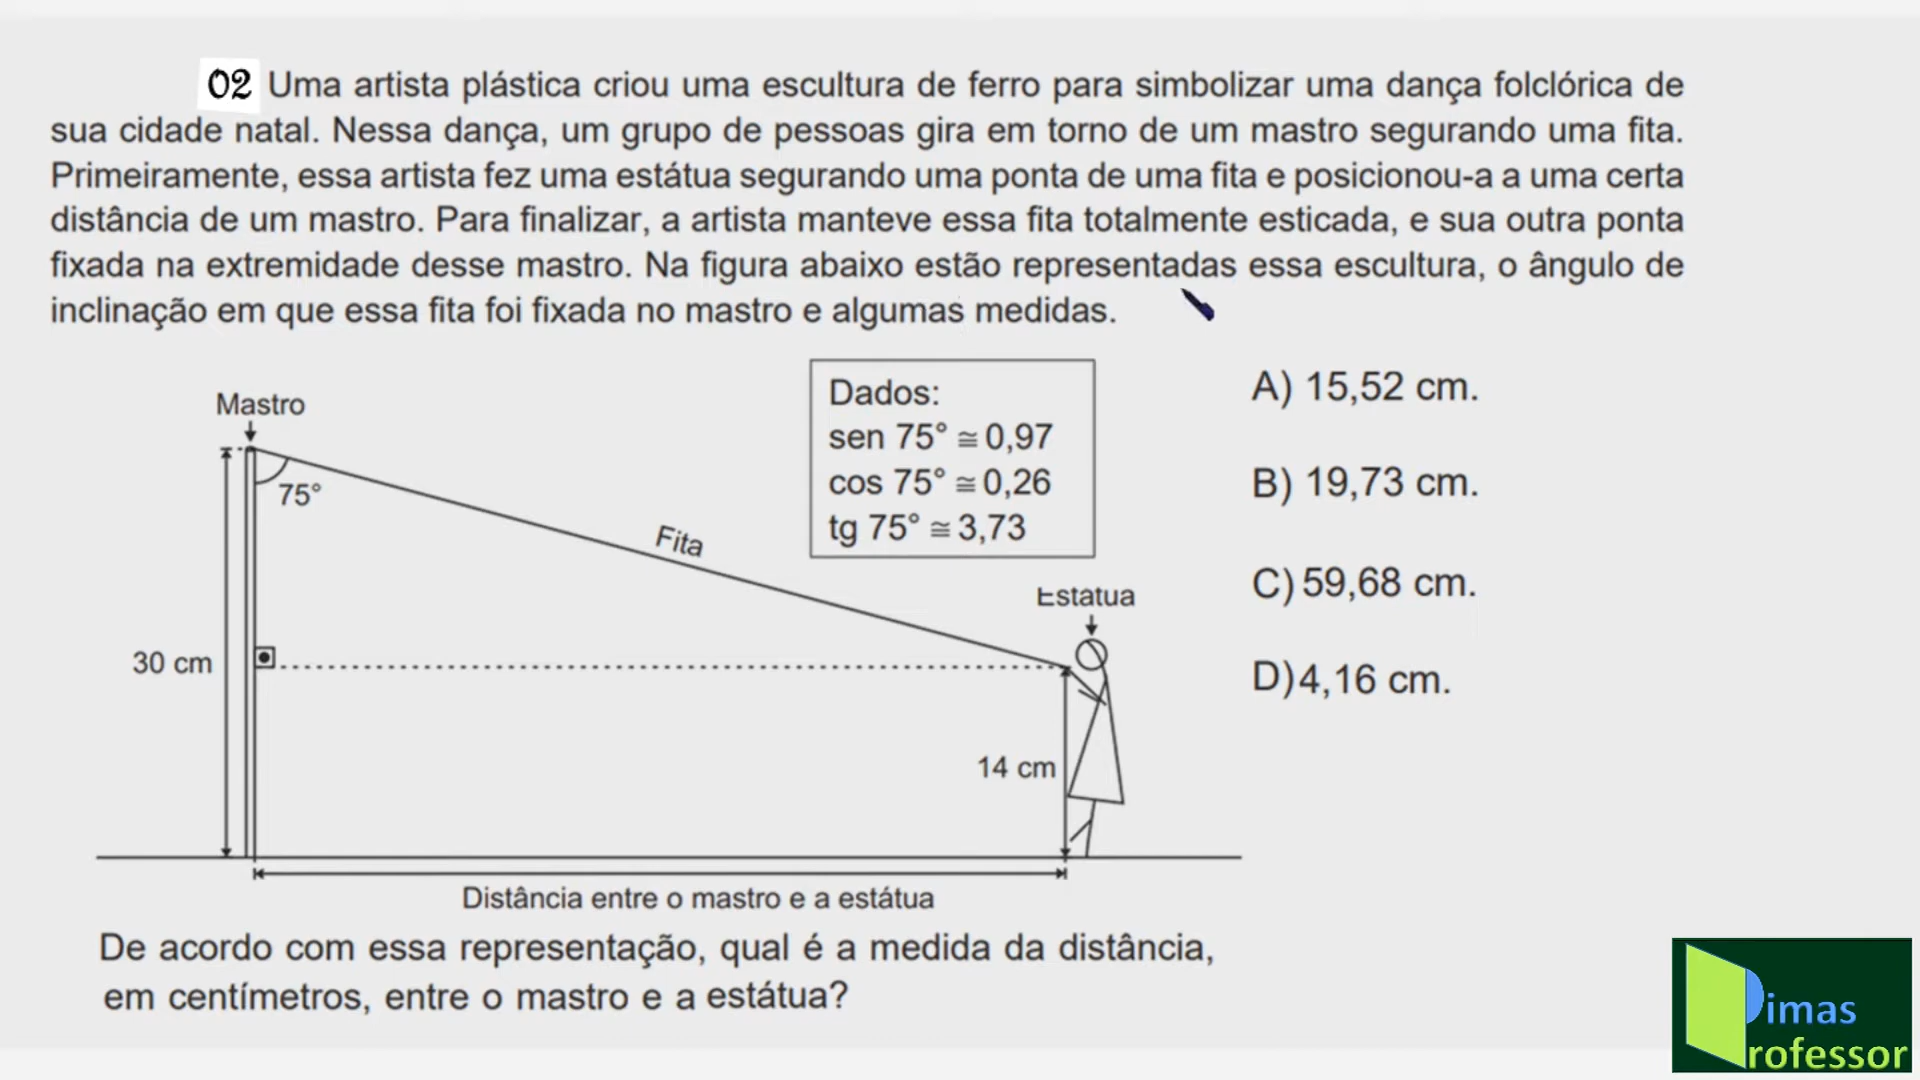 02 Uma artista plástica criou uma escultura de ferro para simbolizar uma dança folclórica de
sua cidade natal. Nessa dança, um grupo de pessoas gira em torno de um mastro segurando uma fita.
Primeiramente, essa artista fez uma estátua segurando uma ponta de uma fita e posicionou-a a uma certa
distância de um mastro. Para finalizar, a artista manteve essa fita totalmente esticada, e sua outra ponta
fixada na extremidade desse mastro. Na figura abaixo estão representadas essa escultura, o ângulo de
inclinação em que essa fita foi fixada no mastro e algumas medidas.
Mastro
75°
Fita
30 cm
Dados:
sen 75° ≅ 0,97
cos 75° ≅ 0,26
tg 75° ≅ 3,73
Estátua
14 cm
Distância entre o mastro e a estátua
A) 15,52 cm.
B) 19,73 cm.
C) 59,68 cm.
D) 4,16 cm.
De acordo com essa representação, qual é a medida da distância,
em centímetros, entre o mastro e a estátua?
Dimas
Professor